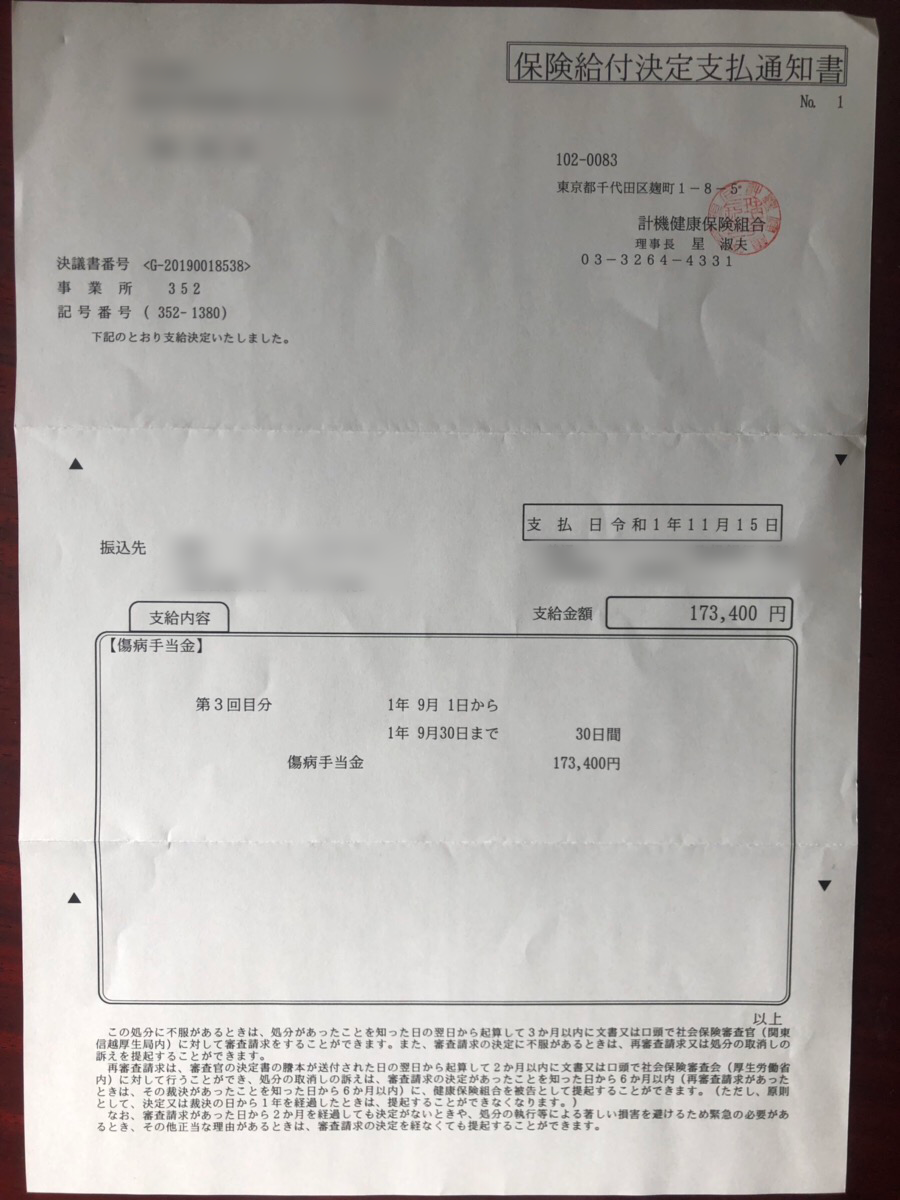 保険給付決定支払通知書
No. 1
102-0083
東京都千代田区麹町1-8-5
計機健康保険組合
理事長 星 淑夫
03-3264-4331
決議書番号 <G-20190018538>
事業所 352
記号番号 ( 352-1380)
下記のとおり支給決定いたしました。
▲ ▼
支払日 令和1年11月15日
振込先
支給内容 支給金額 173,400 円
【傷病手当金】
第3回目分 1年 9月 1日から
1年 9月30日まで 30日間
傷病手当金 173,400円
▲ ▼
以上
この処分に不服があるときは、処分があったことを知った日の翌日から起算して3か月以内に文書又は口頭で社会保険審査官(関東
信越厚生局内)に対して審査請求をすることができます。また、審査請求の決定に不服があるときは、再審査請求又は処分の取消しの
訴えを提起することができます。
再審査請求は、審査官の決定書の謄本が送付された日の翌日から起算して2か月以内に文書又は口頭で社会保険審査会(厚生労働省
内)に対して行うことができ、処分の取消しの訴えは、審査請求の決定があったことを知った日から6か月以内(再審査請求があった
ときは、その裁決があったことを知った日から6か月以内)に、健康保険組合を被告として提起することができます。(ただし、原則
として、決定又は裁決の日から1年を経過したときは、提起することができなくなります。)
なお、審査請求があった日から2か月を経過しても決定がないときや、処分の執行等による著しい損害を避けるため緊急の必要があ
るとき、その他正当な理由があるときは、審査請求の決定を経なくても提起することができます。